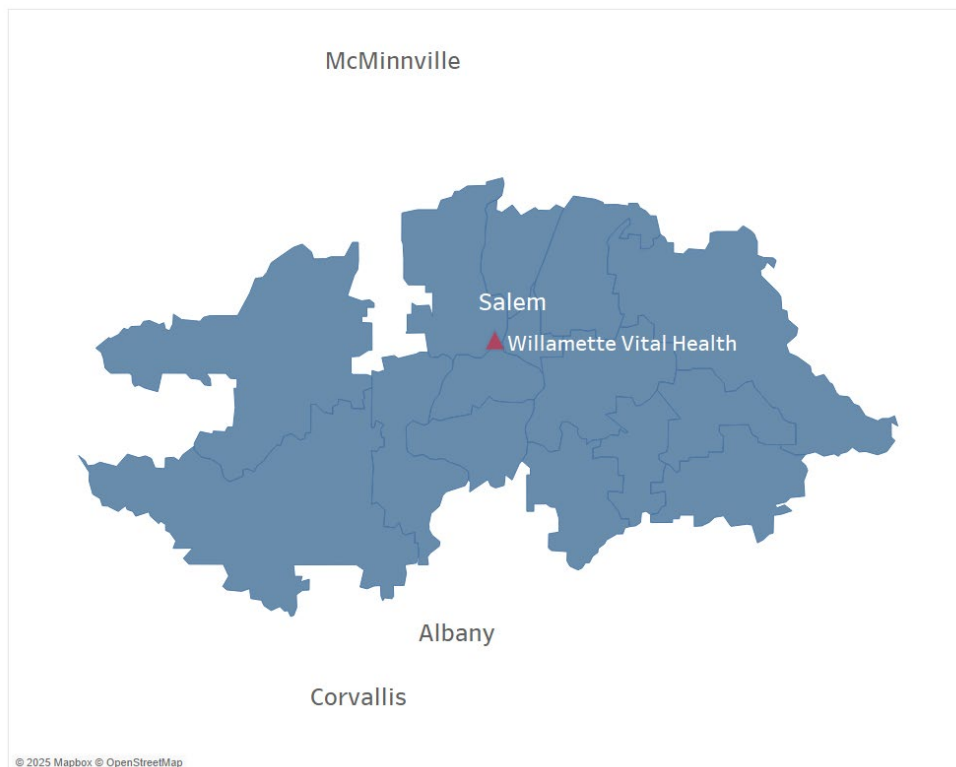 McMinnville
Salem
Willamette Vital Health
Albany
Corvallis
© 2025 Mapbox © OpenStreetMap